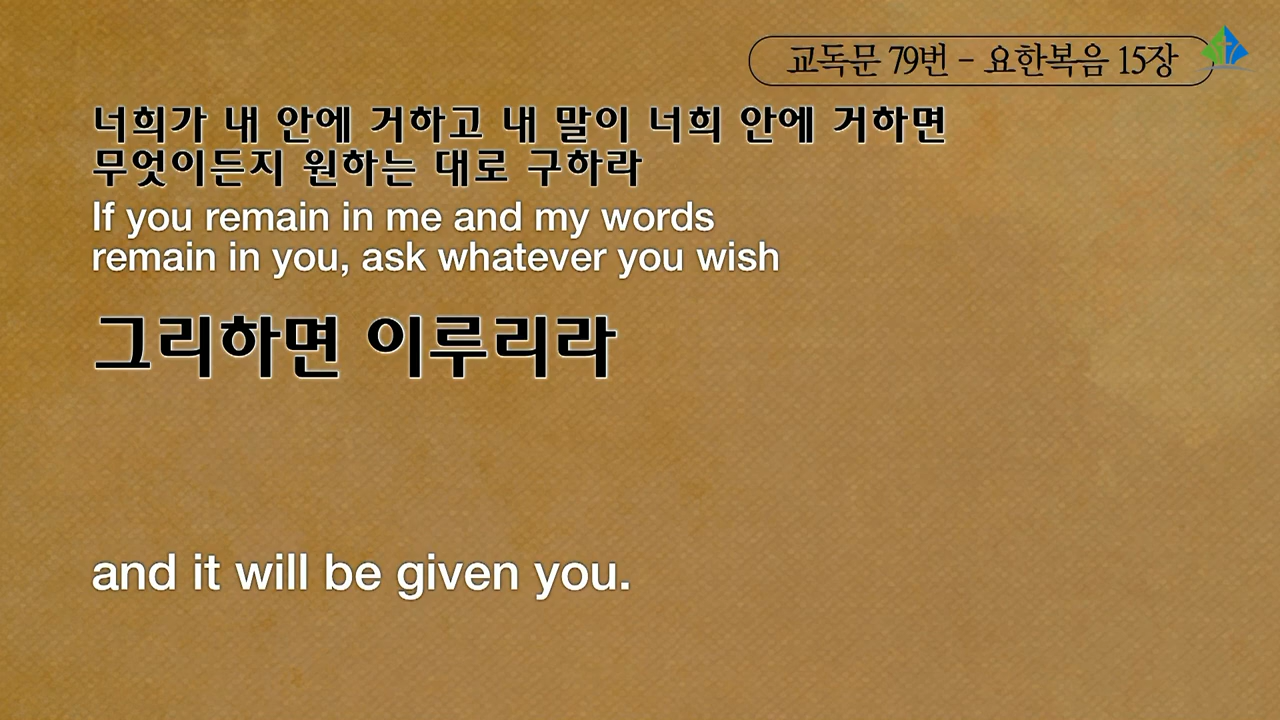 교독문 79번 - 요한복음 15장
너희가 내 안에 거하고 내 말이 너희 안에 거하면
무엇이든지 원하는 대로 구하라
If you remain in me and my words
remain in you, ask whatever you wish
그리하면 이루리라
and it will be given you.